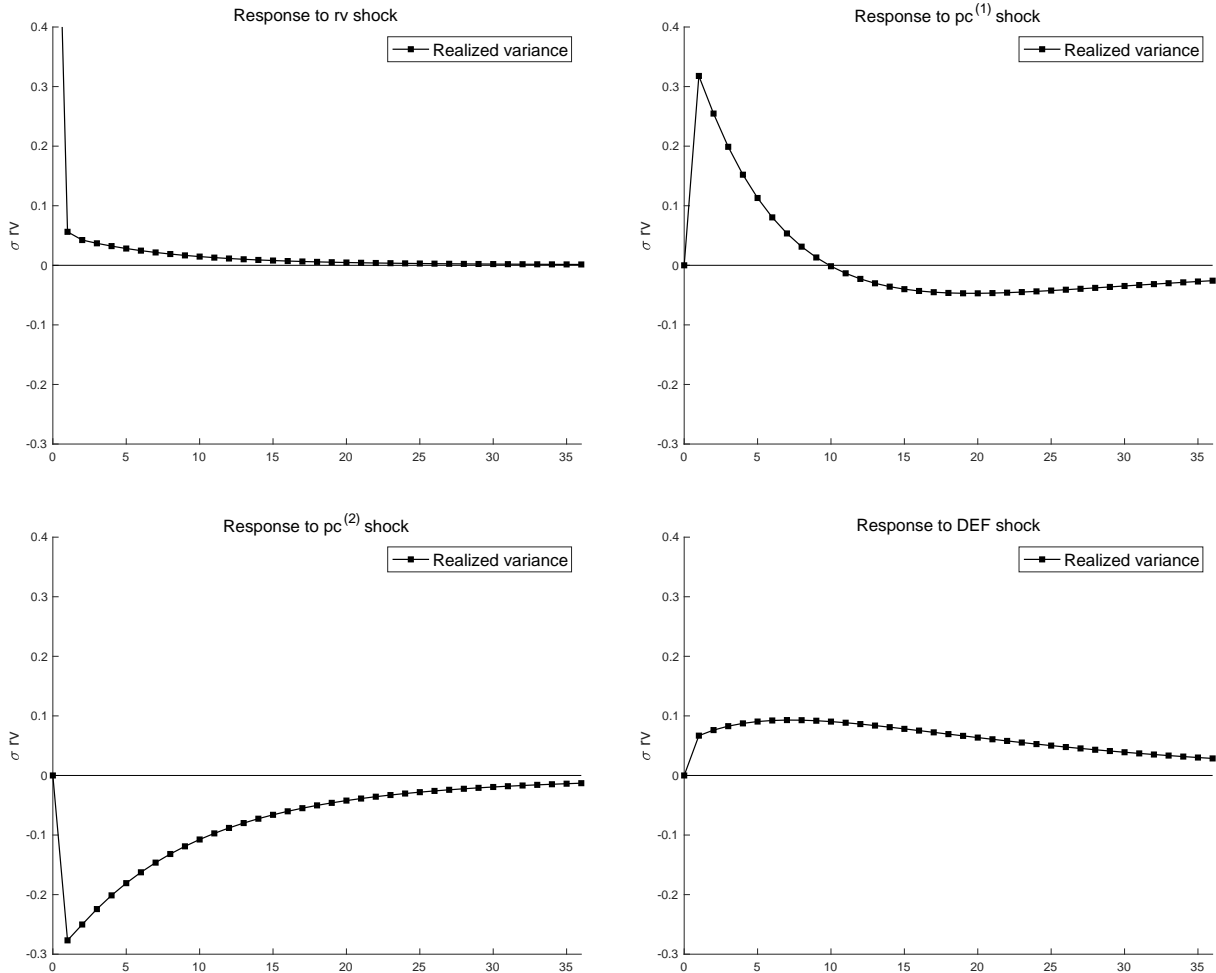 Response to rv shock
Realized variance
σ rv
0.4
0.3
0.2
0.1
0
-0.1
-0.2
-0.3
0 5 10 15 20 25 30 35
Response to pc(1) shock
Realized variance
0.4
0.3
0.2
0.1
0
-0.1
-0.2
-0.3
0 5 10 15 20 25 30 35
Response to pc(2) shock
Realized variance
σ rv
0.4
0.3
0.2
0.1
0
-0.1
-0.2
-0.3
0 5 10 15 20 25 30 35
Response to DEF shock
Realized variance
σ rv
0.4
0.3
0.2
0.1
0
-0.1
-0.2
-0.3
0 5 10 15 20 25 30 35